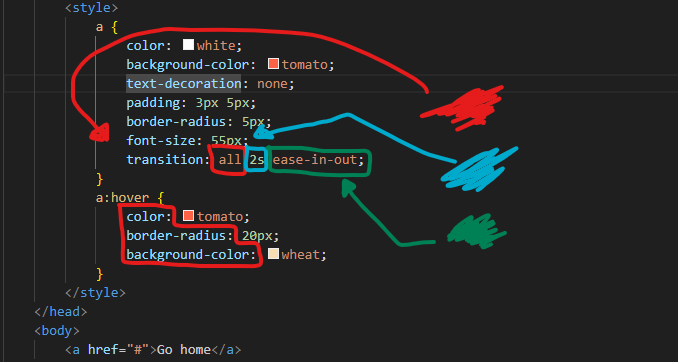 <style>
a {
color: white;
background-color: tomato;
text-decoration: none;
padding: 3px 5px;
border-radius: 5px;
font-size: 55px;
transition: all 2s ease-in-out;
}
a:hover {
color: tomato;
border-radius: 20px;
background-color: wheat;
}
</style>
</head>
<body>
<a href="#">Go home</a>